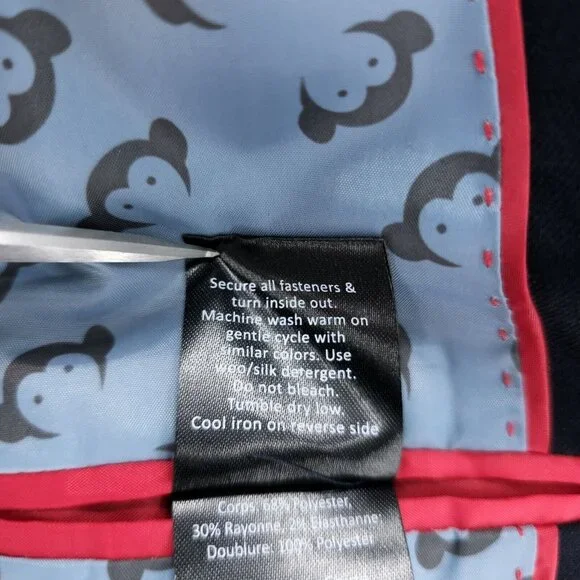 Secure all fasteners &
turn inside out.
Machine wash warm on
gentle cycle with
similar colors. Use
woo/silk detergent.
Do not bleach.
Tumble dry low.
Cool iron on reverse side
Corps, 68% Polyester,
30% Rayonne, 2% Elasthanne
Doublure: 100% Polyester